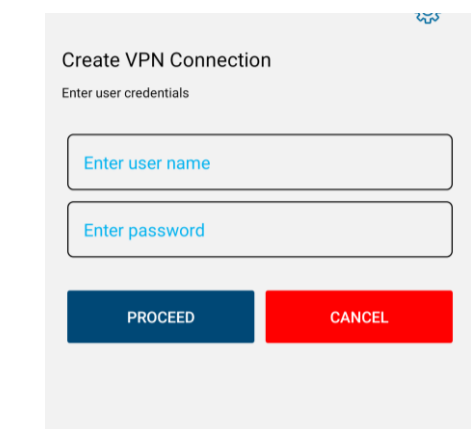 Create VPN Connection
Enter user credentials
Enter user name
Enter password
PROCEED CANCEL